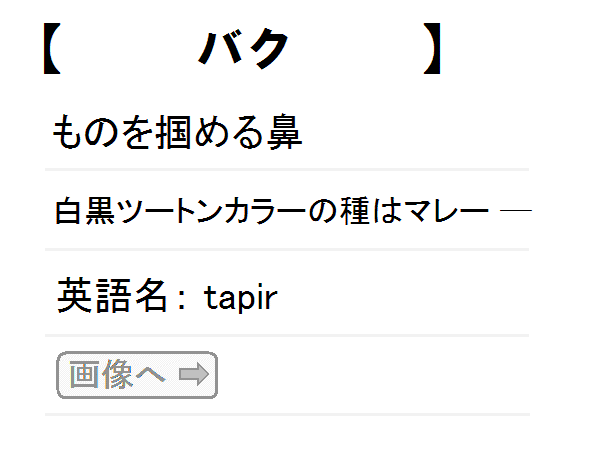 【 バク 】
ものを掴める鼻
白黒ツートンカラーの種はマレー ―
英語名： tapir
画像へ ⇨